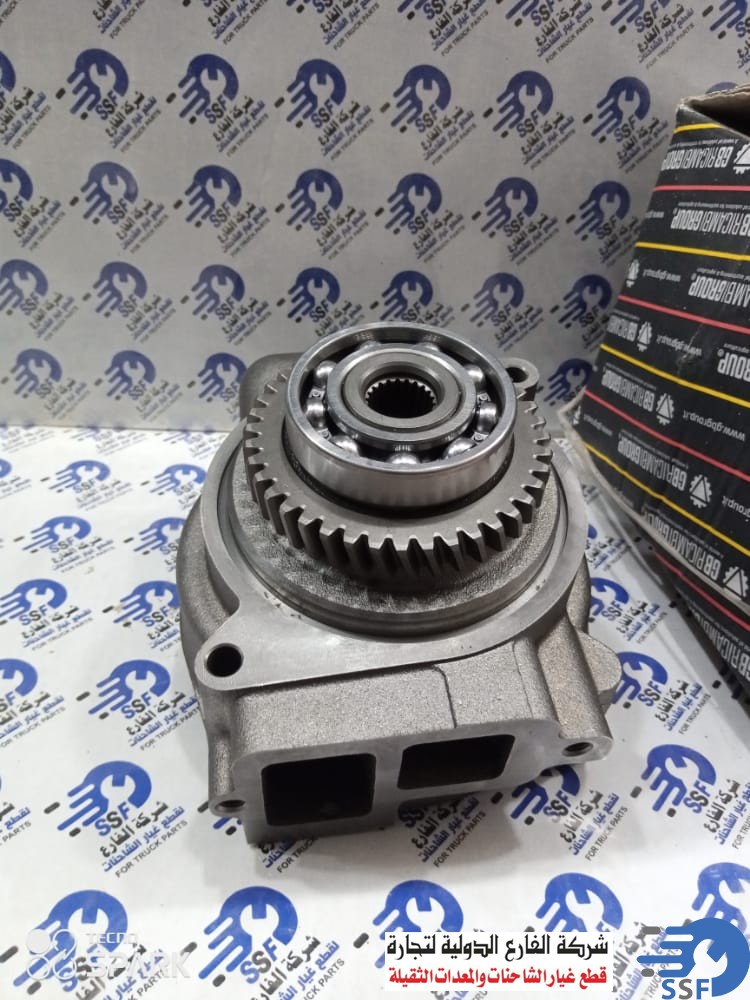 SSF
شركة الفارع
لقطع غيار الشاحنات
FOR TRUCK PARTS
GB RICAMBI GROUP
www.gbgroup.it
TECNO
SPARK
شركة الفارع الدولية لتجارة
قطع غيار الشاحنات والمعدات الثقيلة
SSF